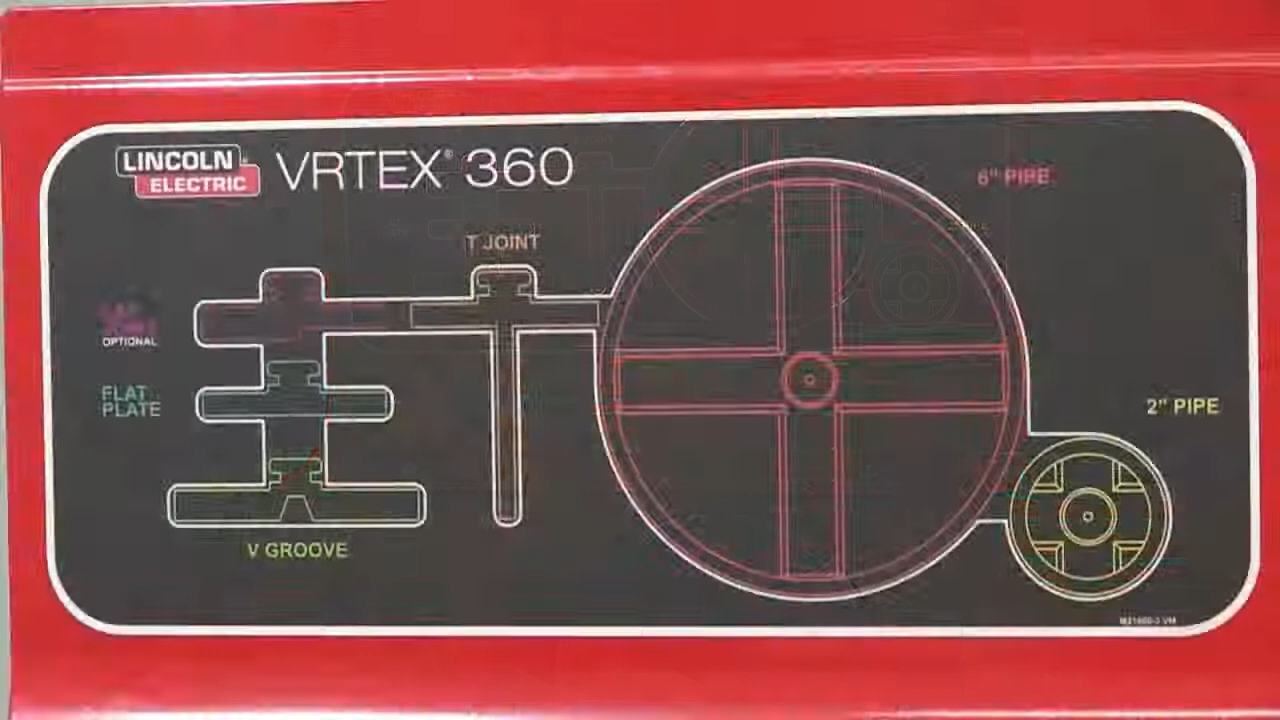 LINCOLN
ELECTRIC
VRTEX® 360
6" PIPE
T JOINT
OPTIONAL
FLAT
PLATE
2" PIPE
V GROOVE